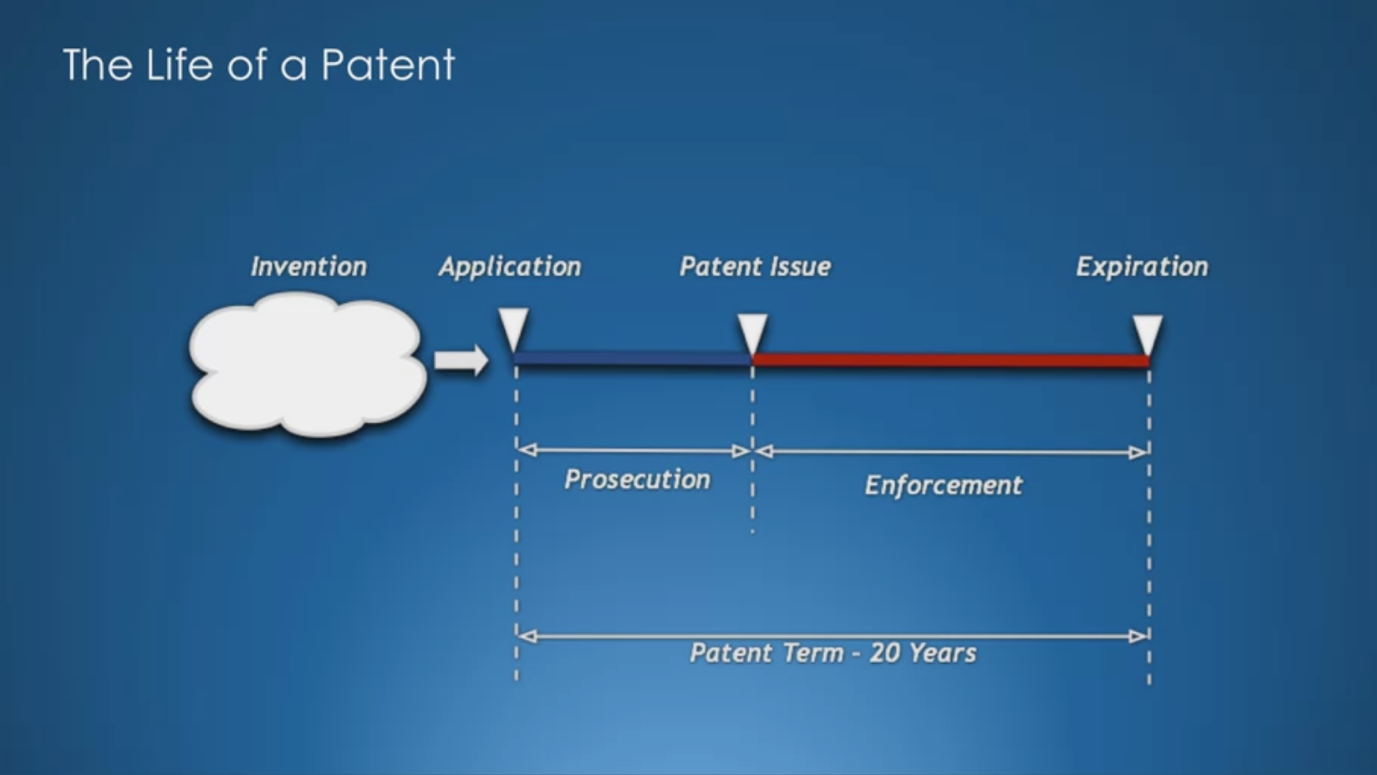 The Life of a Patent
Invention
Application
Patent Issue
Expiration
Prosecution
Enforcement
Patent Term - 20 Years